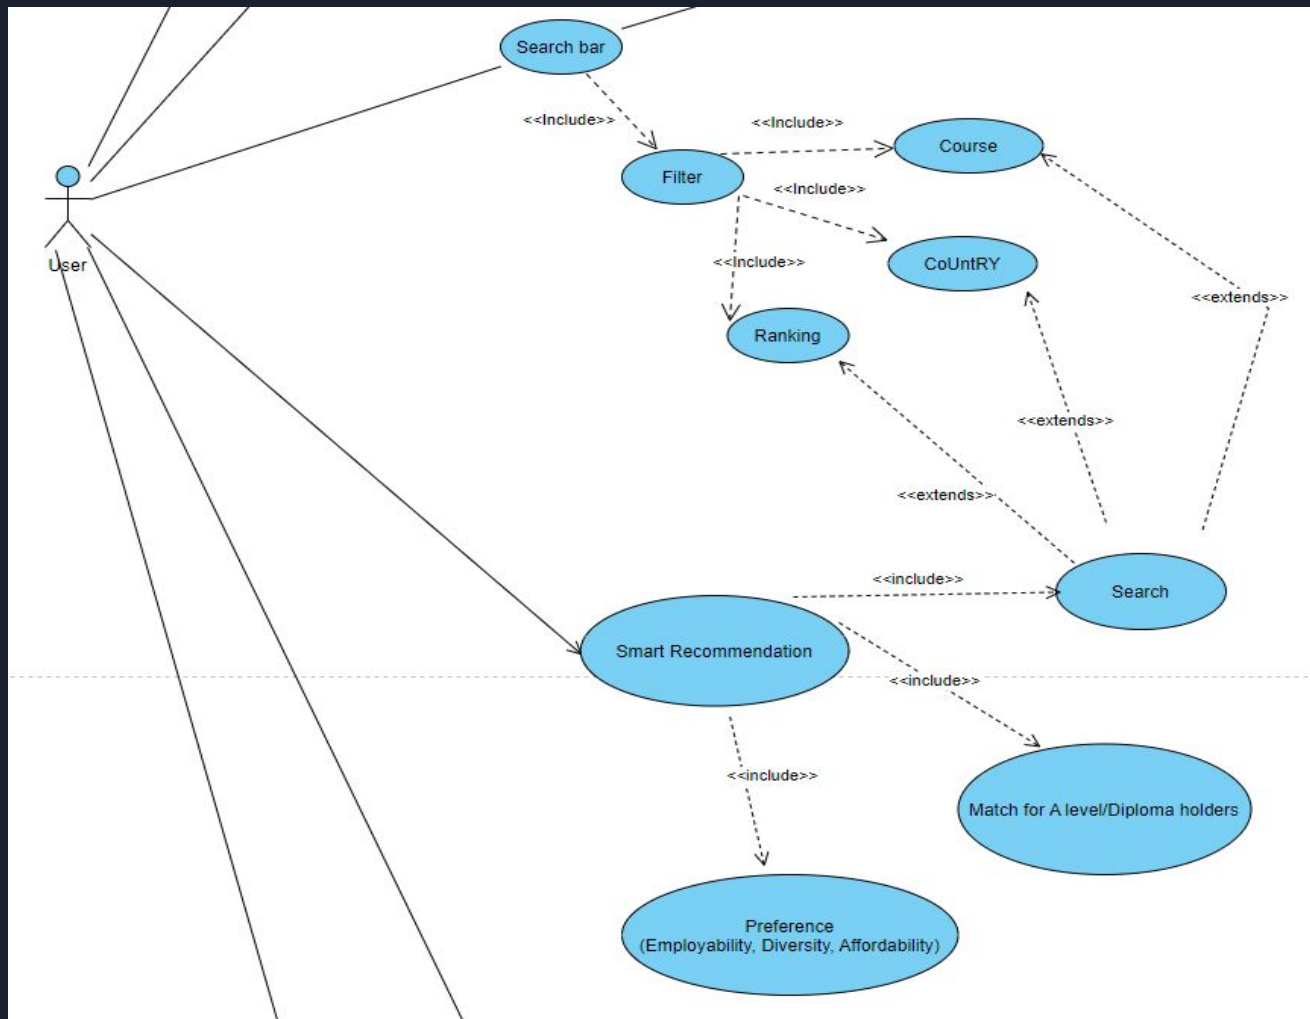 Search bar
<<Include>>
<<Include>>
Course
Filter
<<Include>>
User
<<Include>>
CoUntRY
<<extends>>
Ranking
<<extends>>
<<extends>>
<<include>>
Search
Smart Recommendation
<<include>>
<<include>>
Match for A level/Diploma holders
Preference
(Employability, Diversity, Affordability)